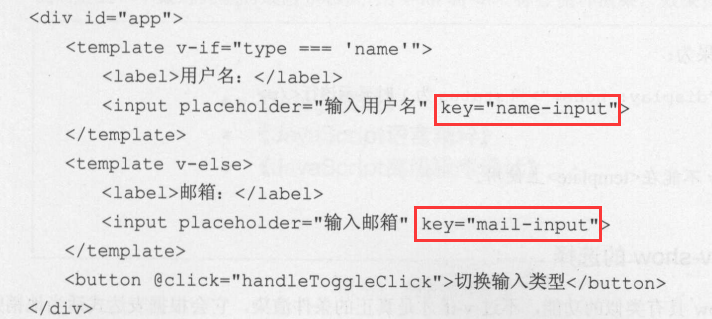 <div id="app">
<template v-if="type === 'name'">
<label>用户名：</label>
<input placeholder="输入用户名" key="name-input">
</template>
<template v-else>
<label>邮箱：</label>
<input placeholder="输入邮箱" key="mail-input">
</template>
<button @click="handleToggleClick">切换输入类型</button>
</div>